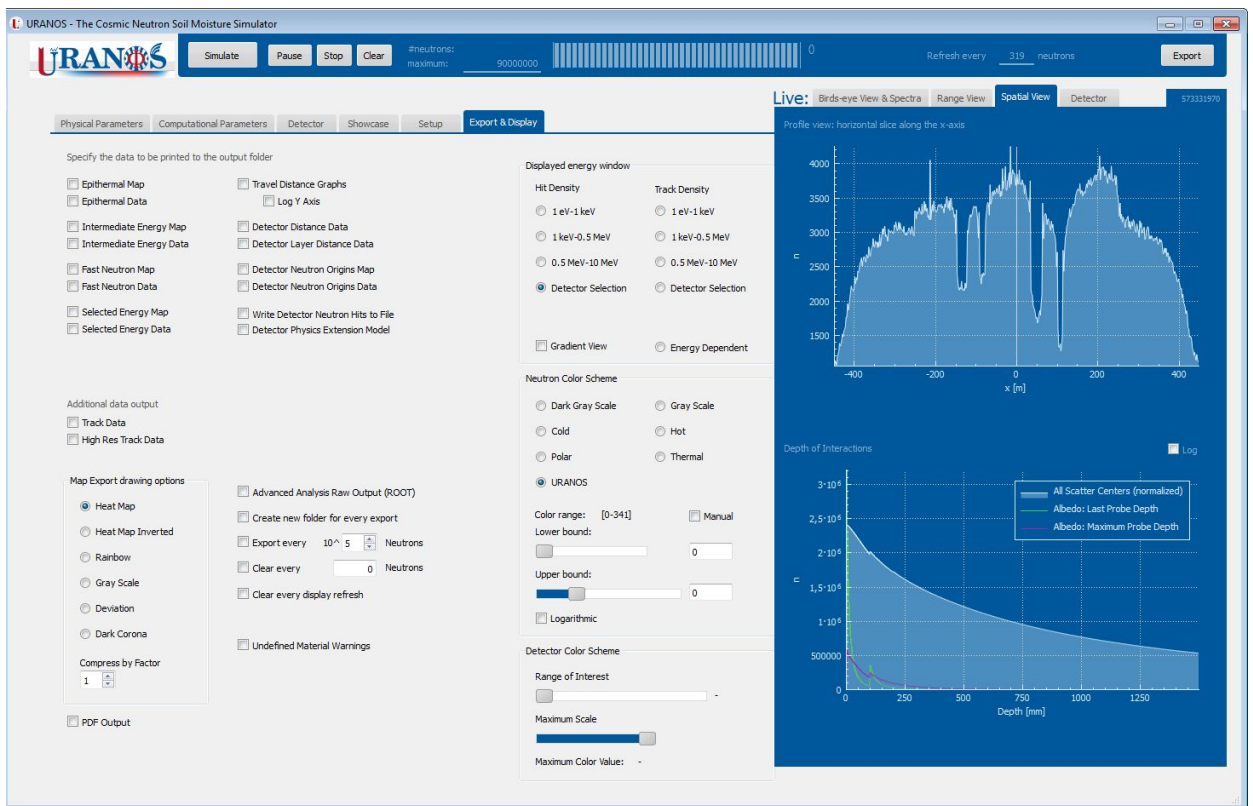 URANOS - The Cosmic Neutron Soil Moisture Simulator
URANOS
Simulate
Pause
Stop
Clear
#neutrons:
maximum:
90000000
0
Refresh every 319 neutrons
Export
Live:
Birds-eye View & Spectra
Range View
Spatial View
Detector
573331970
Physical Parameters
Computational Parameters
Detector
Showcase
Setup
Export & Display
Specify the data to be printed to the output folder
Epithermal Map
Epithermal Data
Intermediate Energy Map
Intermediate Energy Data
Fast Neutron Map
Fast Neutron Data
Selected Energy Map
Selected Energy Data
Travel Distance Graphs
Log Y Axis
Detector Distance Data
Detector Layer Distance Data
Detector Neutron Origins Map
Detector Neutron Origins Data
Write Detector Neutron Hits to File
Detector Physics Extension Model
Additional data output
Track Data
High Res Track Data
Map Export drawing options
Heat Map
Heat Map Inverted
Rainbow
Gray Scale
Deviation
Dark Corona
Compress by Factor
1
PDF Output
Advanced Analysis Raw Output (ROOT)
Create new folder for every export
Export every 10^ 5 Neutrons
Clear every 0 Neutrons
Clear every display refresh
Undefined Material Warnings
Displayed energy window
Hit Density
1 eV-1 keV
1 keV-0.5 MeV
0.5 MeV-10 MeV
Detector Selection
Gradient View
Track Density
1 eV-1 keV
1 keV-0.5 MeV
0.5 MeV-10 MeV
Detector Selection
Energy Dependent
Neutron Color Scheme
Dark Gray Scale
Gray Scale
Cold
Hot
Polar
Thermal
URANOS
Color range: [0-341]
Manual
Lower bound:
0
Upper bound:
0
Logarithmic
Detector Color Scheme
Range of Interest
-
Maximum Scale
Maximum Color Value: -
Profile view: horizontal slice along the x-axis
4000
3500
3000
2500
2000
1500
n
-400
-200
0
200
400
x [m]
Depth of Interactions
Log
3·10⁶
2,5·10⁶
2·10⁶
1,5·10⁶
1·10⁶
500000
0
n
All Scatter Centers (normalized)
Albedo: Last Probe Depth
Albedo: Maximum Probe Depth
0
250
500
750
1000
1250
Depth [mm]